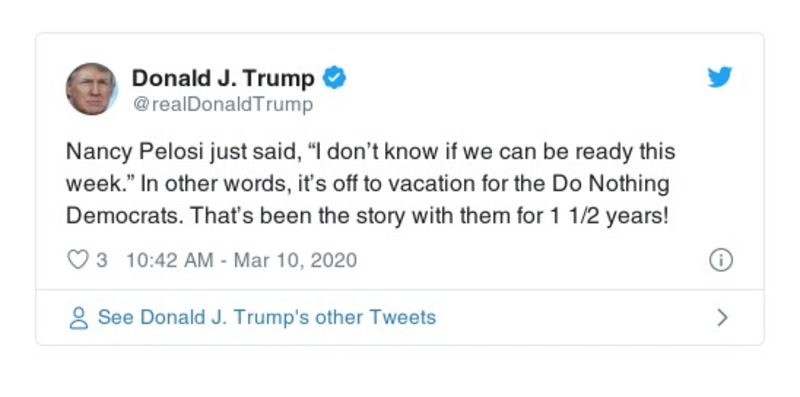 Donald J. Trump
@realDonaldTrump
Nancy Pelosi just said, “I don’t know if we can be ready this
week.” In other words, it’s off to vacation for the Do Nothing
Democrats. That’s been the story with them for 1 1/2 years!
3 10:42 AM - Mar 10, 2020
See Donald J. Trump's other Tweets